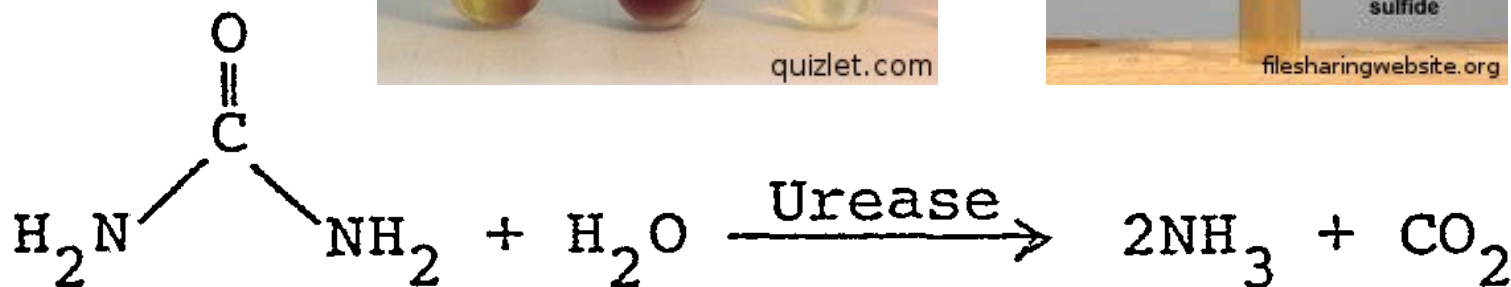 sulfide
quizlet.com
filesharingwebsite.org
O
C
H₂N NH₂ + H₂O Urease 2NH₃ + CO₂